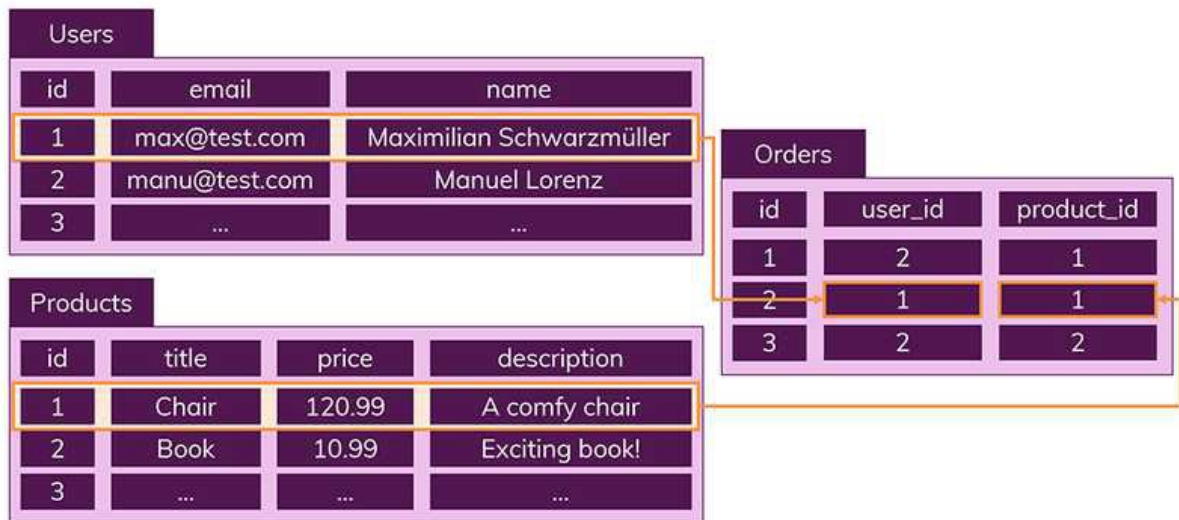 Users
id email name
1 max@test.com Maximilian Schwarzmüller
2 manu@test.com Manuel Lorenz
3 ... ...
Orders
id user_id product_id
1 2 1
2 1 1
3 2 2
Products
id title price description
1 Chair 120.99 A comfy chair
2 Book 10.99 Exciting book!
3 ... ... ...